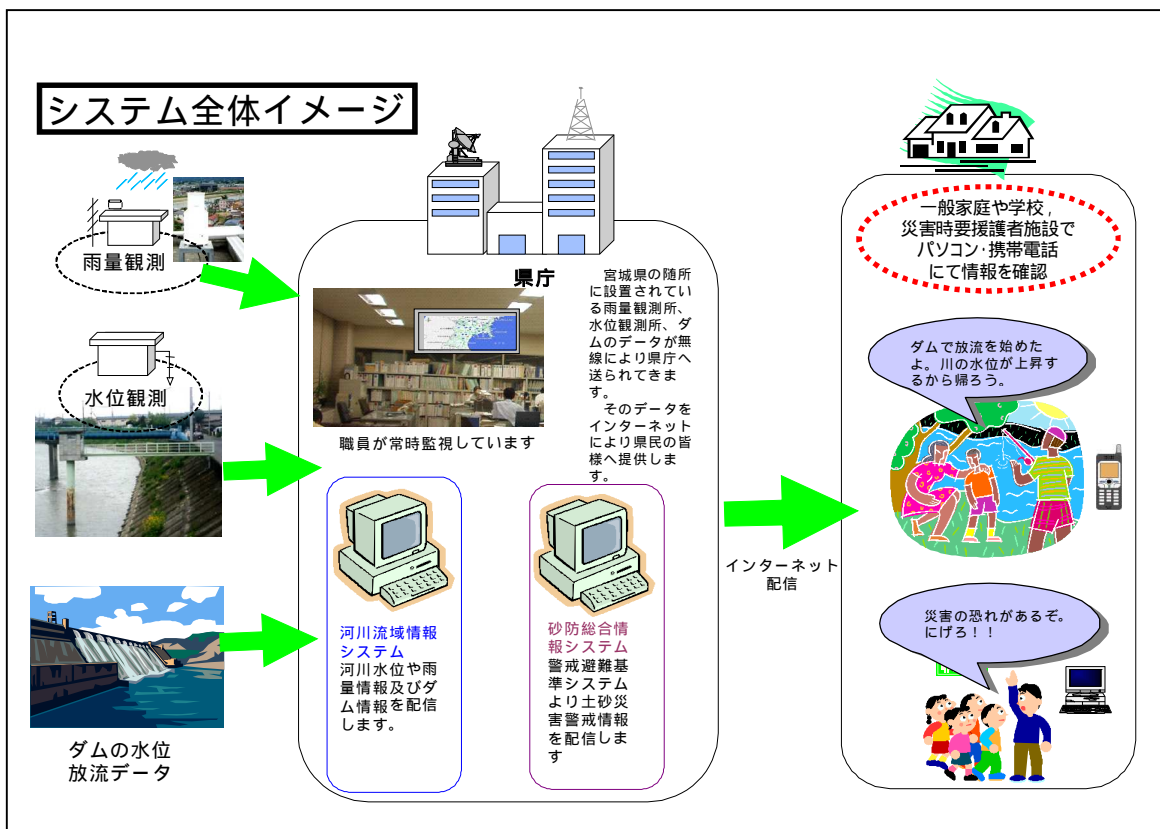 システム全体イメージ
雨量観測
水位観測
ダムの水位
放流データ
県庁
職員が常時監視しています
宮城県の随所
に設置されてい
る雨量観測所、
水位観測所、ダ
ムのデータが無
線により県庁へ
送られてきま
す。
そのデータを
インターネット
により県民の皆
様へ提供しま
す。
河川流域情報
システム
河川水位や雨
量情報及びダ
ム情報を配信
します。
砂防総合情
報システム
警戒避難基
準システム
より土砂災
害警戒情報
を配信しま
す
インターネット
配信
一般家庭や学校,
災害時要援護者施設で
パソコン・携帯電話
にて情報を確認
ダムで放流を始めた
よ。川の水位が上昇す
るから帰ろう。
災害の恐れがあるぞ。
にげろ！！